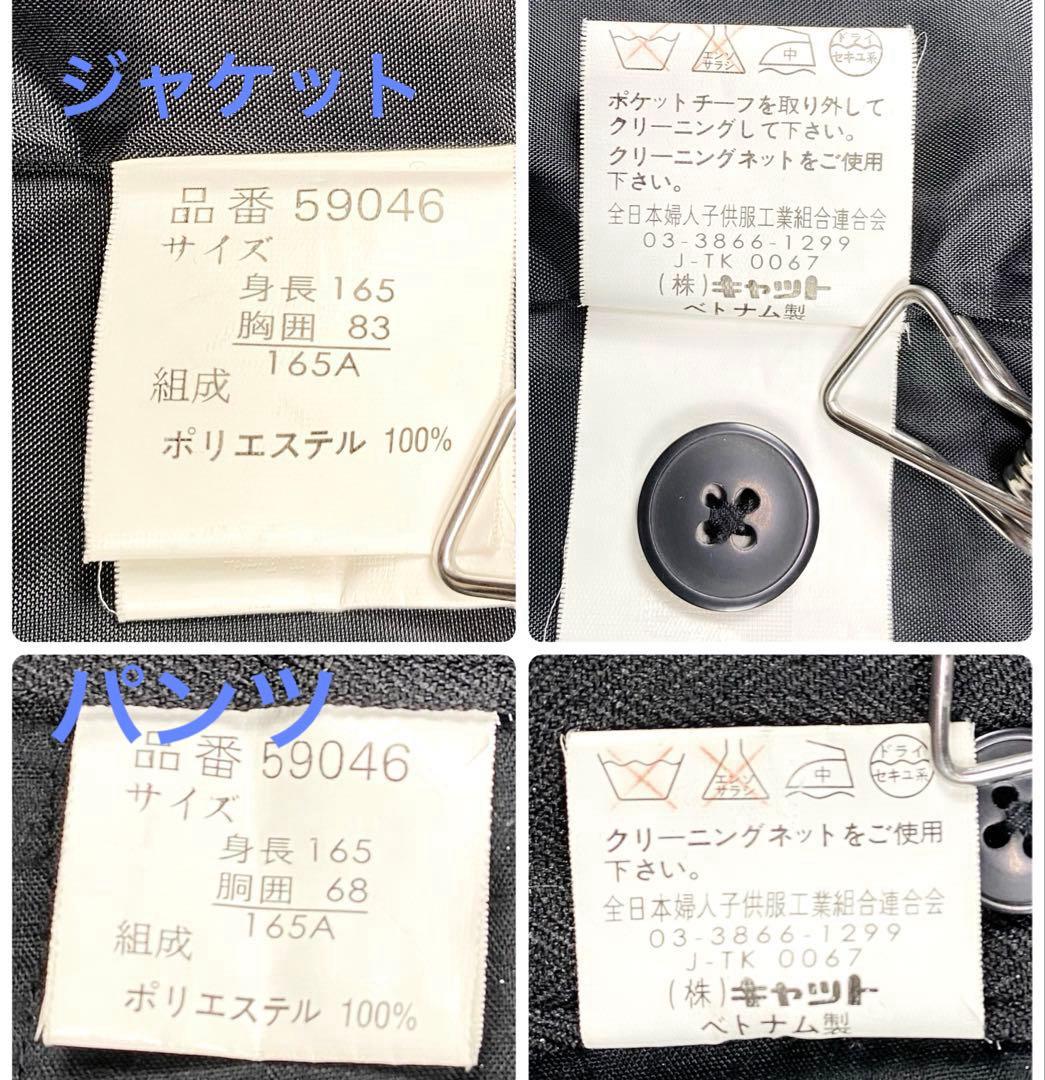 ジャケット
品番 59046
サイズ
身長 165
胸囲 83
165A
組成
ポリエステル 100%
エンソ
サラシ
中
ドライ
セキユ系
ポケットチーフを取り外して
クリーニングして下さい。
クリーニングネットをご使用
下さい。
全日本婦人子供服工業組合連合会
03-3866-1299
J-TK 0067
(株)キャット
ベトナム製
パンツ
品番 59046
サイズ
身長 165
胴囲 68
165A
組成
ポリエステル 100%
エンソ
サラシ
中
ドライ
セキユ系
クリーニングネットをご使用
下さい。
全日本婦人子供服工業組合連合会
03-3866-1299
J-TK 0067
(株)キャット
ベトナム製